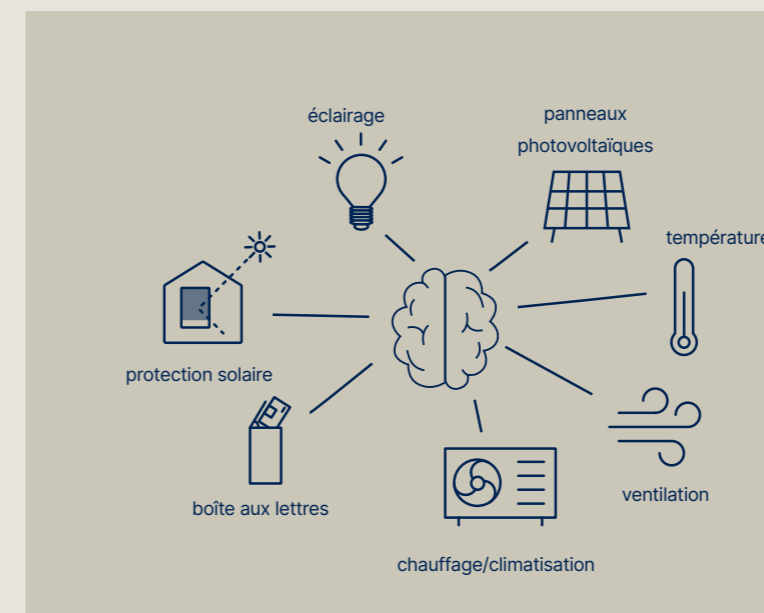 éclairage
panneaux
photovoltaïques
température
protection solaire
boîte aux lettres
ventilation
chauffage/climatisation